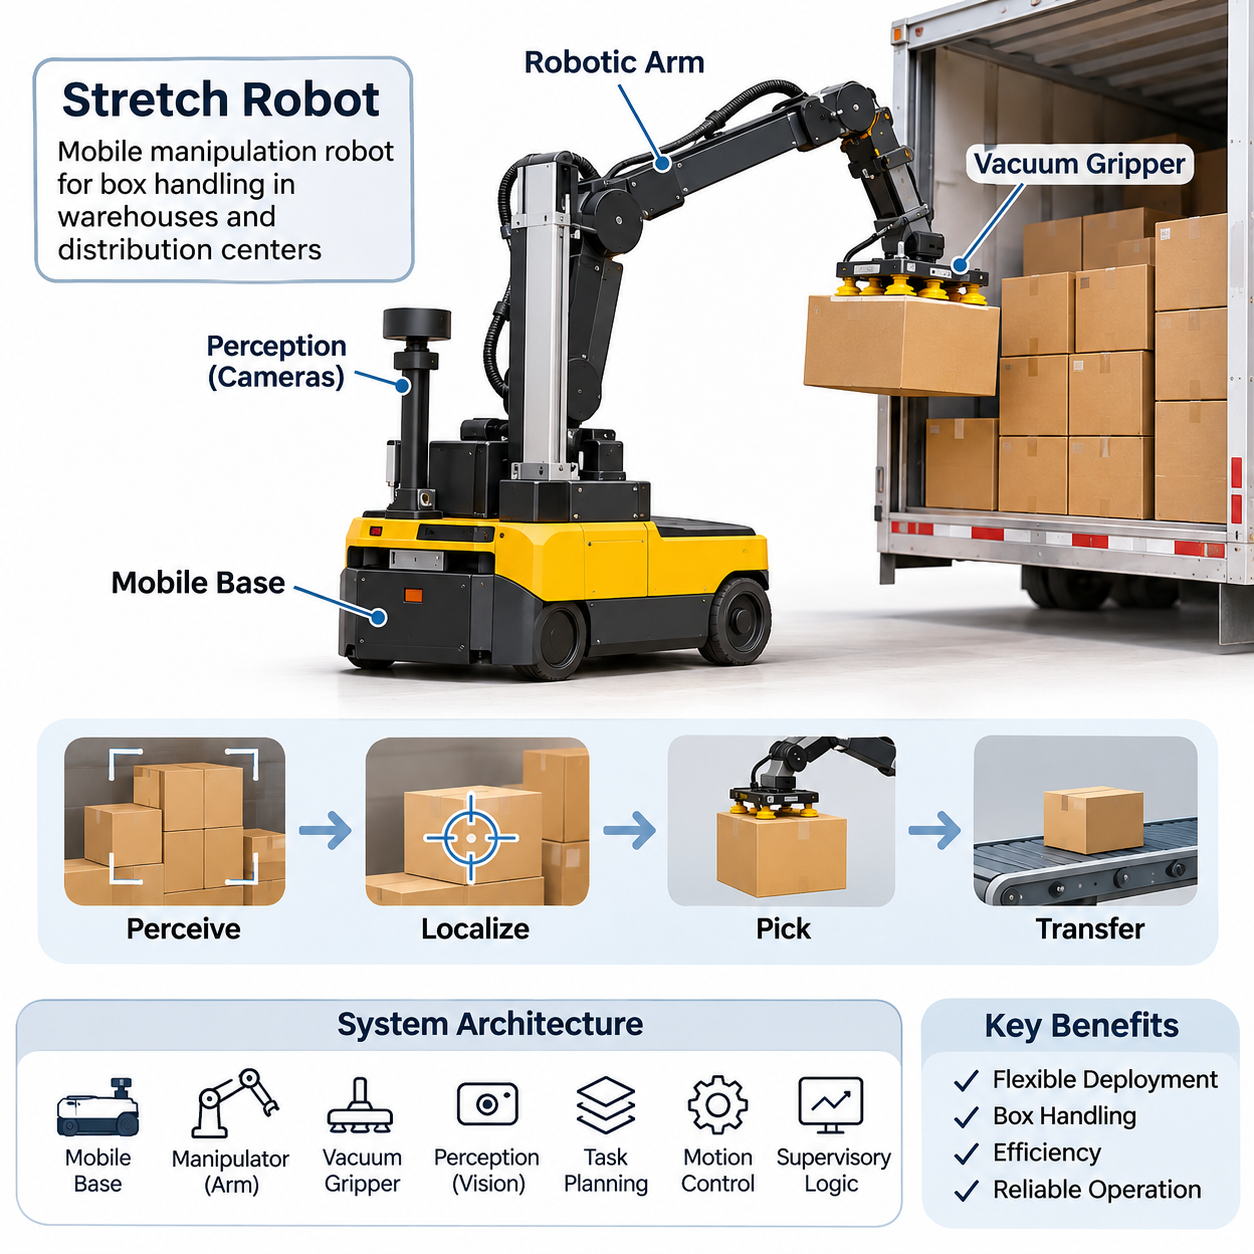 Stretch Robot
Mobile manipulation robot
for box handling in
warehouses and
distribution centers
Robotic Arm
Vacuum Gripper
Perception
(Cameras)
Mobile Base
Perceive
Localize
Pick
Transfer
System Architecture
Mobile
Base
Manipulator
(Arm)
Vacuum
Gripper
Perception
(Vision)
Task
Planning
Motion
Control
Supervisory
Logic
Key Benefits
Flexible Deployment
Box Handling
Efficiency
Reliable Operation